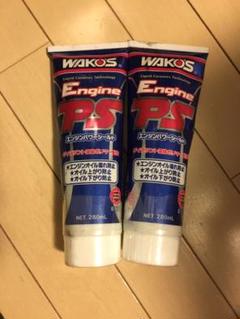 WAKO'S
Engine
PS
エンジンパワーシールド
★エンジンオイル漏れ防止
★オイル上がり防止
★オイル下がり防止
NET. 280mL
WAKO'S
Engine
PS
エンジンパワーシールド
★エンジンオイル漏れ防止
★オイル上がり防止
★オイル下がり防止
NET. 280mL